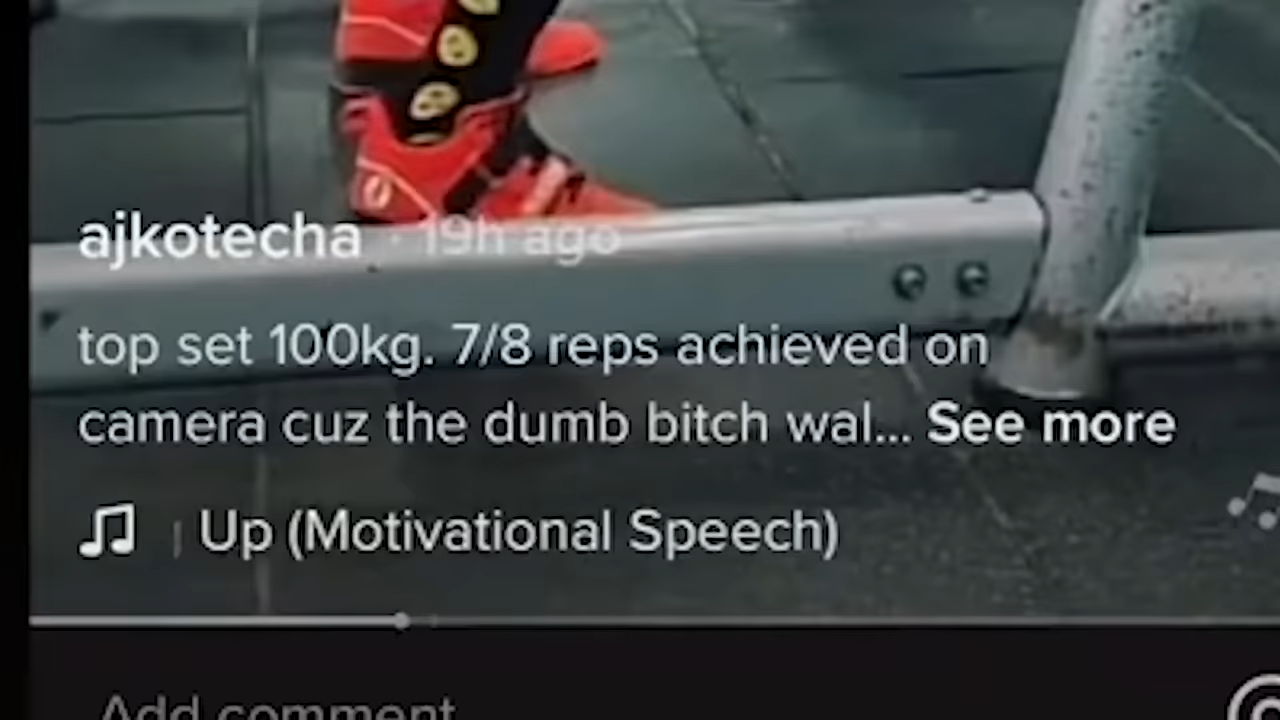 ajkotecha · 19h ago
top set 100kg. 7/8 reps achieved on
camera cuz the dumb bitch wal... See more
Up (Motivational Speech)
Add comment